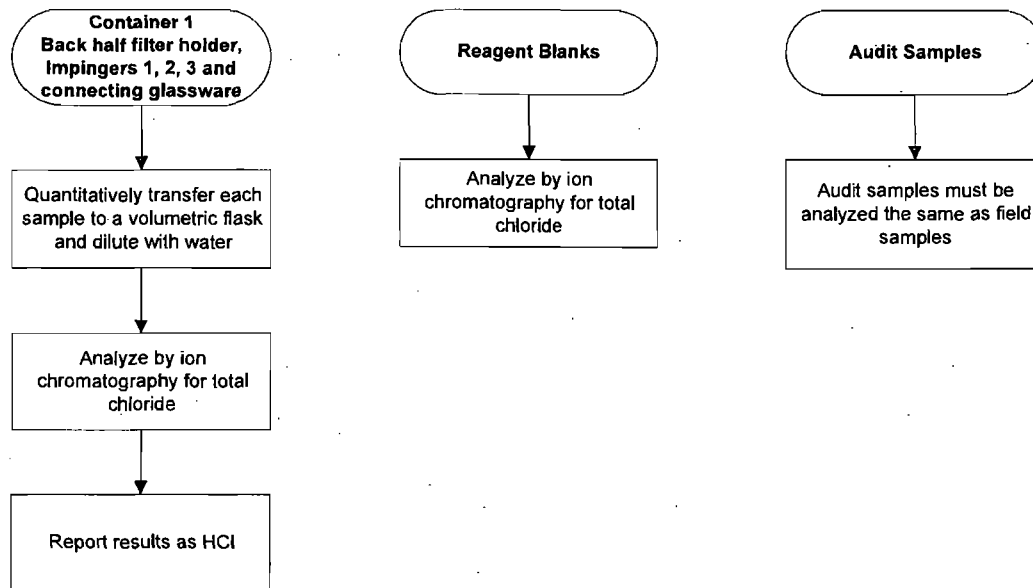 Container 1
Back half filter holder,
Impingers 1, 2, 3 and
connecting glassware
Quantitatively transfer each
sample to a volumetric flask
and dilute with water
Analyze by ion
chromatography for total
chloride
Report results as HCl
Reagent Blanks
Analyze by ion
chromatography for total
chloride
Audit Samples
Audit samples must be
analyzed the same as field
samples